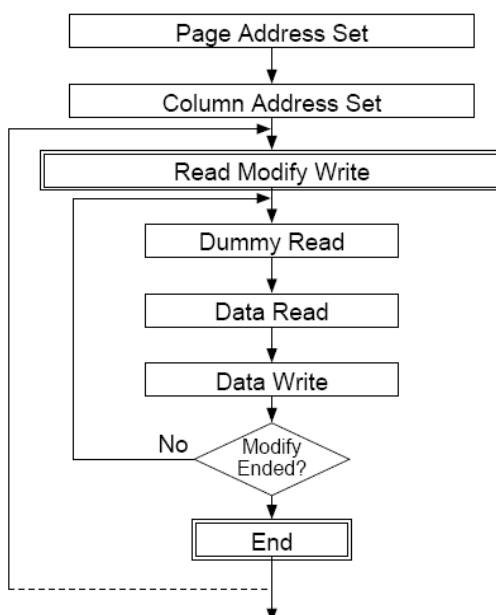 Page Address Set
Column Address Set
Read Modify Write
Dummy Read
Data Read
Data Write
No
Modify
Ended?
End